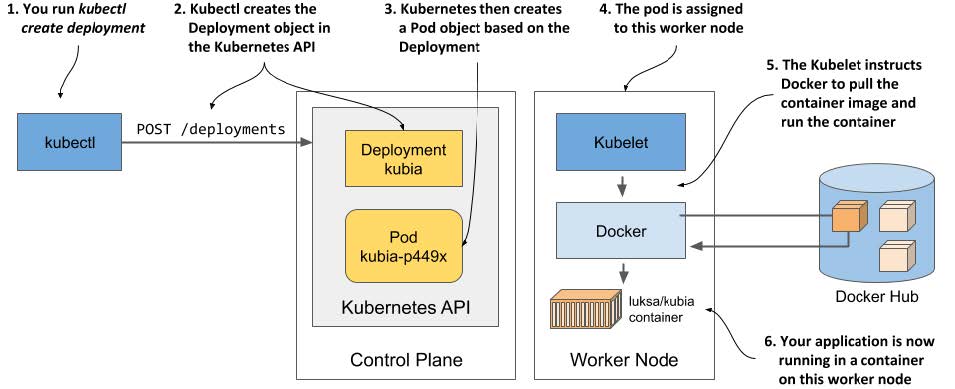 1. You run kubectl
create deployment
2. Kubectl creates the
Deployment object in
the Kubernetes API
3. Kubernetes then creates
a Pod object based on the
Deployment
4. The pod is assigned
to this worker node
5. The Kubelet instructs
Docker to pull the
container image and
run the container
kubectl
POST /deployments
Deployment
kubia
Pod
kubia-p449x
Kubernetes API
Control Plane
Kubelet
Docker
luksa/kubia
container
Worker Node
Docker Hub
6. Your application is now
running in a container
on this worker node